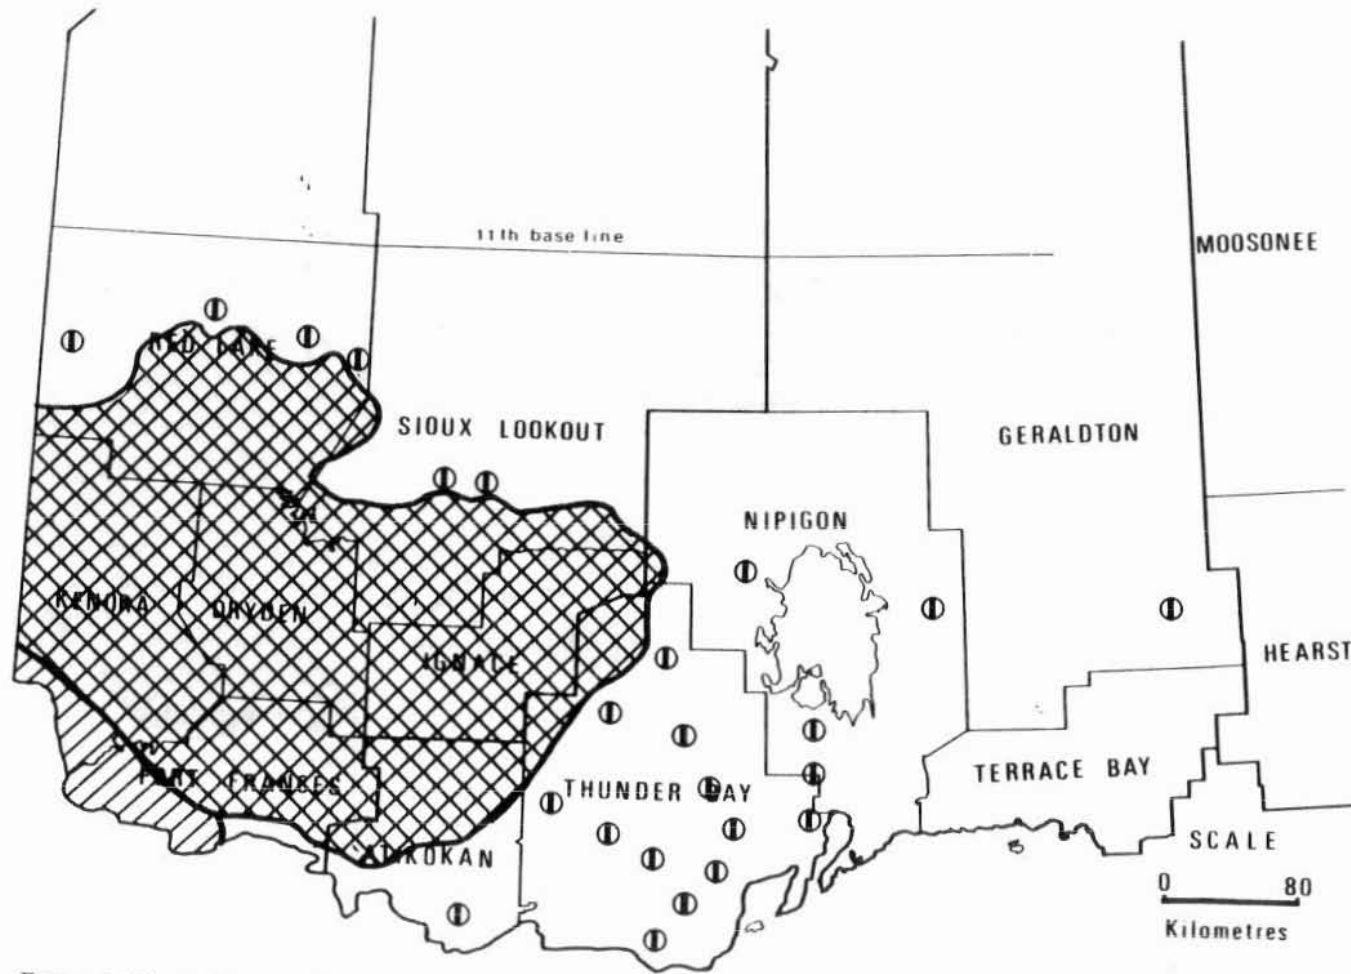 11th base line
MOOSONEE
RED LAKE
SIOUX LOOKOUT
GERALDTON
NIPIGON
KENORA
DRYDEN
IGNACE
HEARST
FORT FRANCES
THUNDER BAY
TERRACE BAY
ATIKOKAN
SCALE
0 80
Kilometres